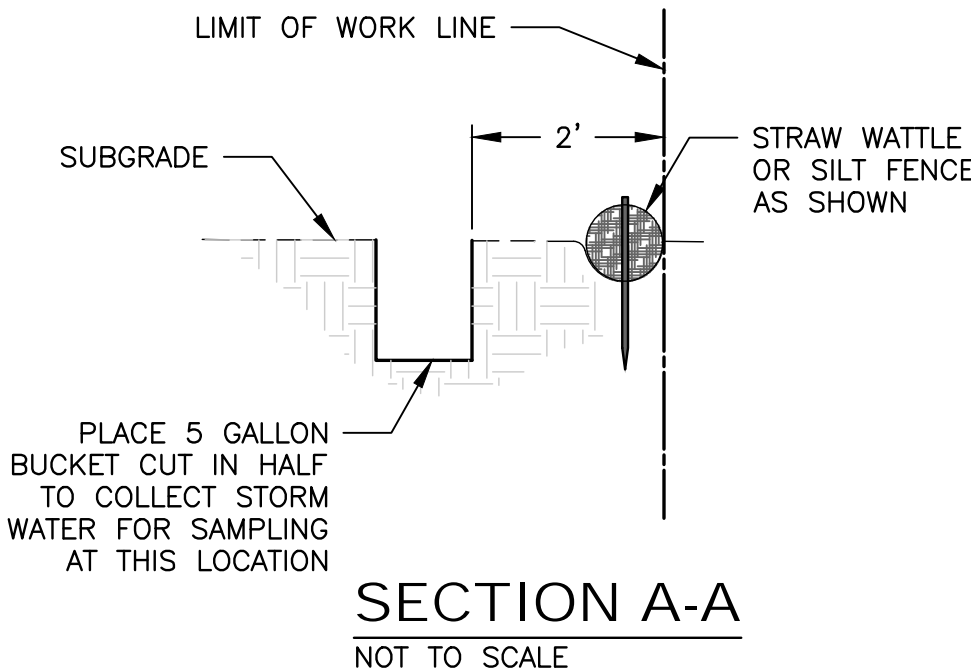 LIMIT OF WORK LINE
2'
SUBGRADE
STRAW WATTLE
OR SILT FENCE
AS SHOWN
PLACE 5 GALLON
BUCKET CUT IN HALF
TO COLLECT STORM
WATER FOR SAMPLING
AT THIS LOCATION
SECTION A-A
NOT TO SCALE